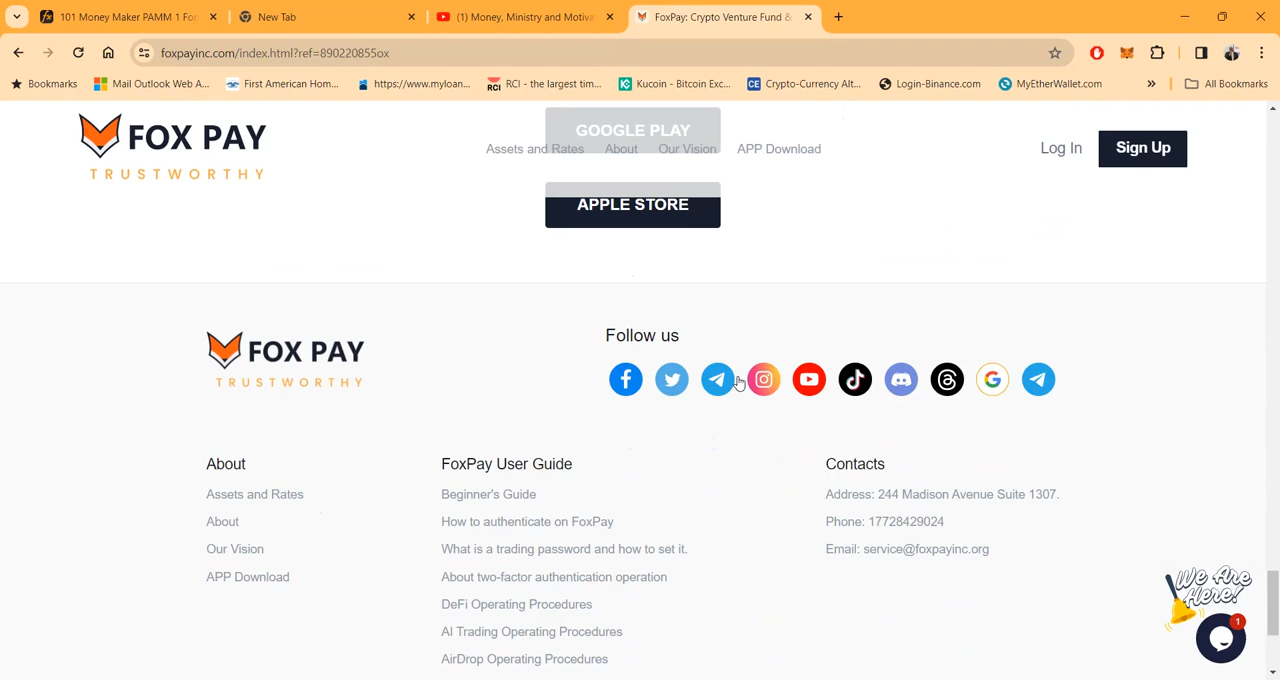 101 Money Maker PAMM 1 For
New Tab
(1) Money, Ministry and Motiva
FoxPay: Crypto Venture Fund &
foxpayinc.com/index.html?ref=890220855ox
Bookmarks
Mail Outlook Web A...
First American Hom...
https://www.myloan...
RCI - the largest tim...
Kucoin - Bitcoin Exc...
Crypto-Currency Alt...
Login-Binance.com
MyEtherWallet.com
All Bookmarks
FOX PAY
TRUSTWORTHY
GOOGLE PLAY
Assets and Rates
About
Our Vision
APP Download
Log In
Sign Up
APPLE STORE
FOX PAY
TRUSTWORTHY
Follow us
About
Assets and Rates
About
Our Vision
APP Download
FoxPay User Guide
Beginner's Guide
How to authenticate on FoxPay
What is a trading password and how to set it.
About two-factor authentication operation
DeFi Operating Procedures
AI Trading Operating Procedures
AirDrop Operating Procedures
Contacts
Address: 244 Madison Avenue Suite 1307.
Phone: 17728429024
Email: service@foxpayinc.org
We Are
Here!
1